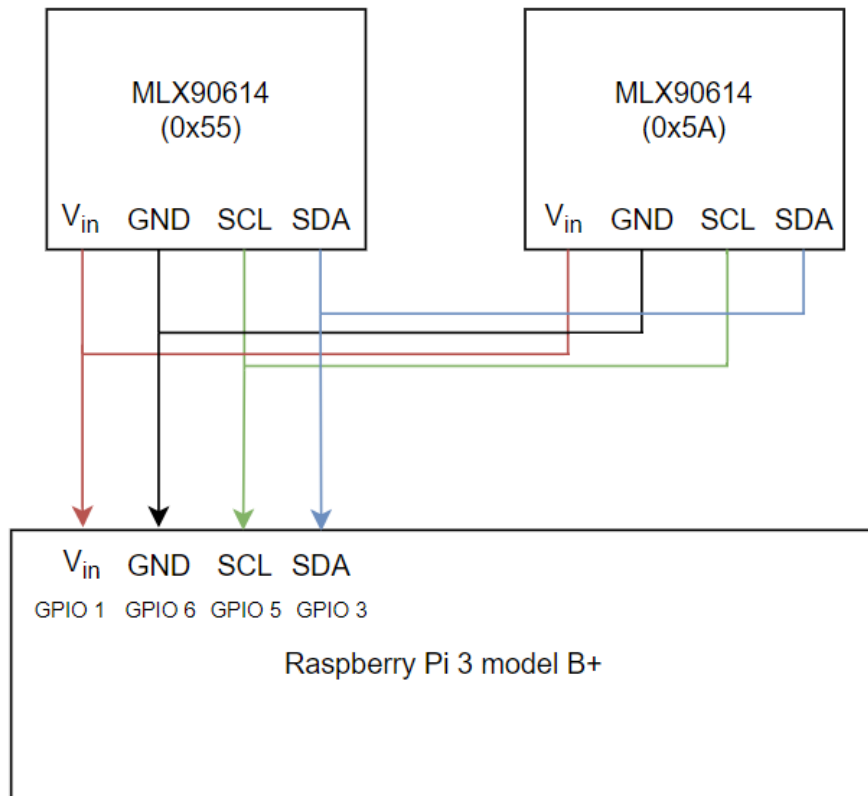 MLX90614
(0x55)
MLX90614
(0x5A)
Vin GND SCL SDA
Vin GND SCL SDA
Vin GND SCL SDA
GPIO 1 GPIO 6 GPIO 5 GPIO 3
Raspberry Pi 3 model B+